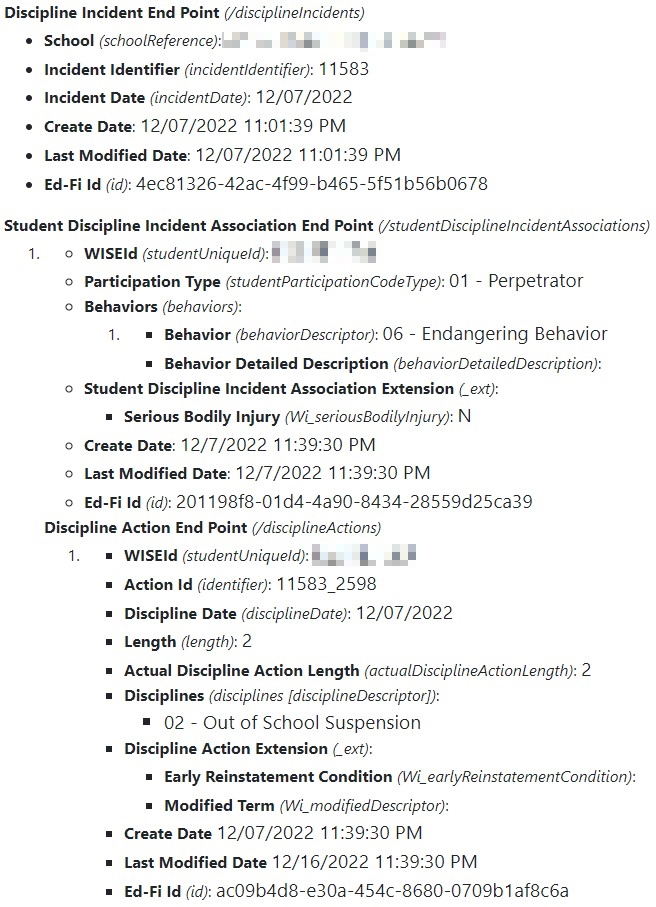 Discipline Incident End Point (/disciplineIncidents)
• School (schoolReference):
• Incident Identifier (incidentIdentifier): 11583
• Incident Date (incidentDate): 12/07/2022
• Create Date: 12/07/2022 11:01:39 PM
• Last Modified Date: 12/07/2022 11:01:39 PM
• Ed-Fi Id (id): 4ec81326-42ac-4f99-b465-5f51b56b0678
Student Discipline Incident Association End Point (/studentDisciplineIncidentAssociations)
1. ○ WISEId (studentUniqueId):
○ Participation Type (studentParticipationCodeType): 01 - Perpetrator
○ Behaviors (behaviors):
1. ▪ Behavior (behaviorDescriptor): 06 - Endangering Behavior
▪ Behavior Detailed Description (behaviorDetailedDescription):
○ Student Discipline Incident Association Extension (_ext):
▪ Serious Bodily Injury (Wi_seriousBodilyInjury): N
○ Create Date: 12/7/2022 11:39:30 PM
○ Last Modified Date: 12/7/2022 11:39:30 PM
○ Ed-Fi Id (id): 201198f8-01d4-4a90-8434-28559d25ca39
Discipline Action End Point (/disciplineActions)
1. ▪ WISEId (studentUniqueId):
▪ Action Id (identifier): 11583_2598
▪ Discipline Date (disciplineDate): 12/07/2022
▪ Length (length): 2
▪ Actual Discipline Action Length (actualDisciplineActionLength): 2
▪ Disciplines (disciplines [disciplineDescriptor]):
▪ 02 - Out of School Suspension
▪ Discipline Action Extension (_ext):
▪ Early Reinstatement Condition (Wi_earlyReinstatementCondition):
▪ Modified Term (Wi_modifiedDescriptor):
▪ Create Date 12/07/2022 11:39:30 PM
▪ Last Modified Date 12/16/2022 11:39:30 PM
▪ Ed-Fi Id (id): ac09b4d8-e30a-454c-8680-0709b1af8c6a